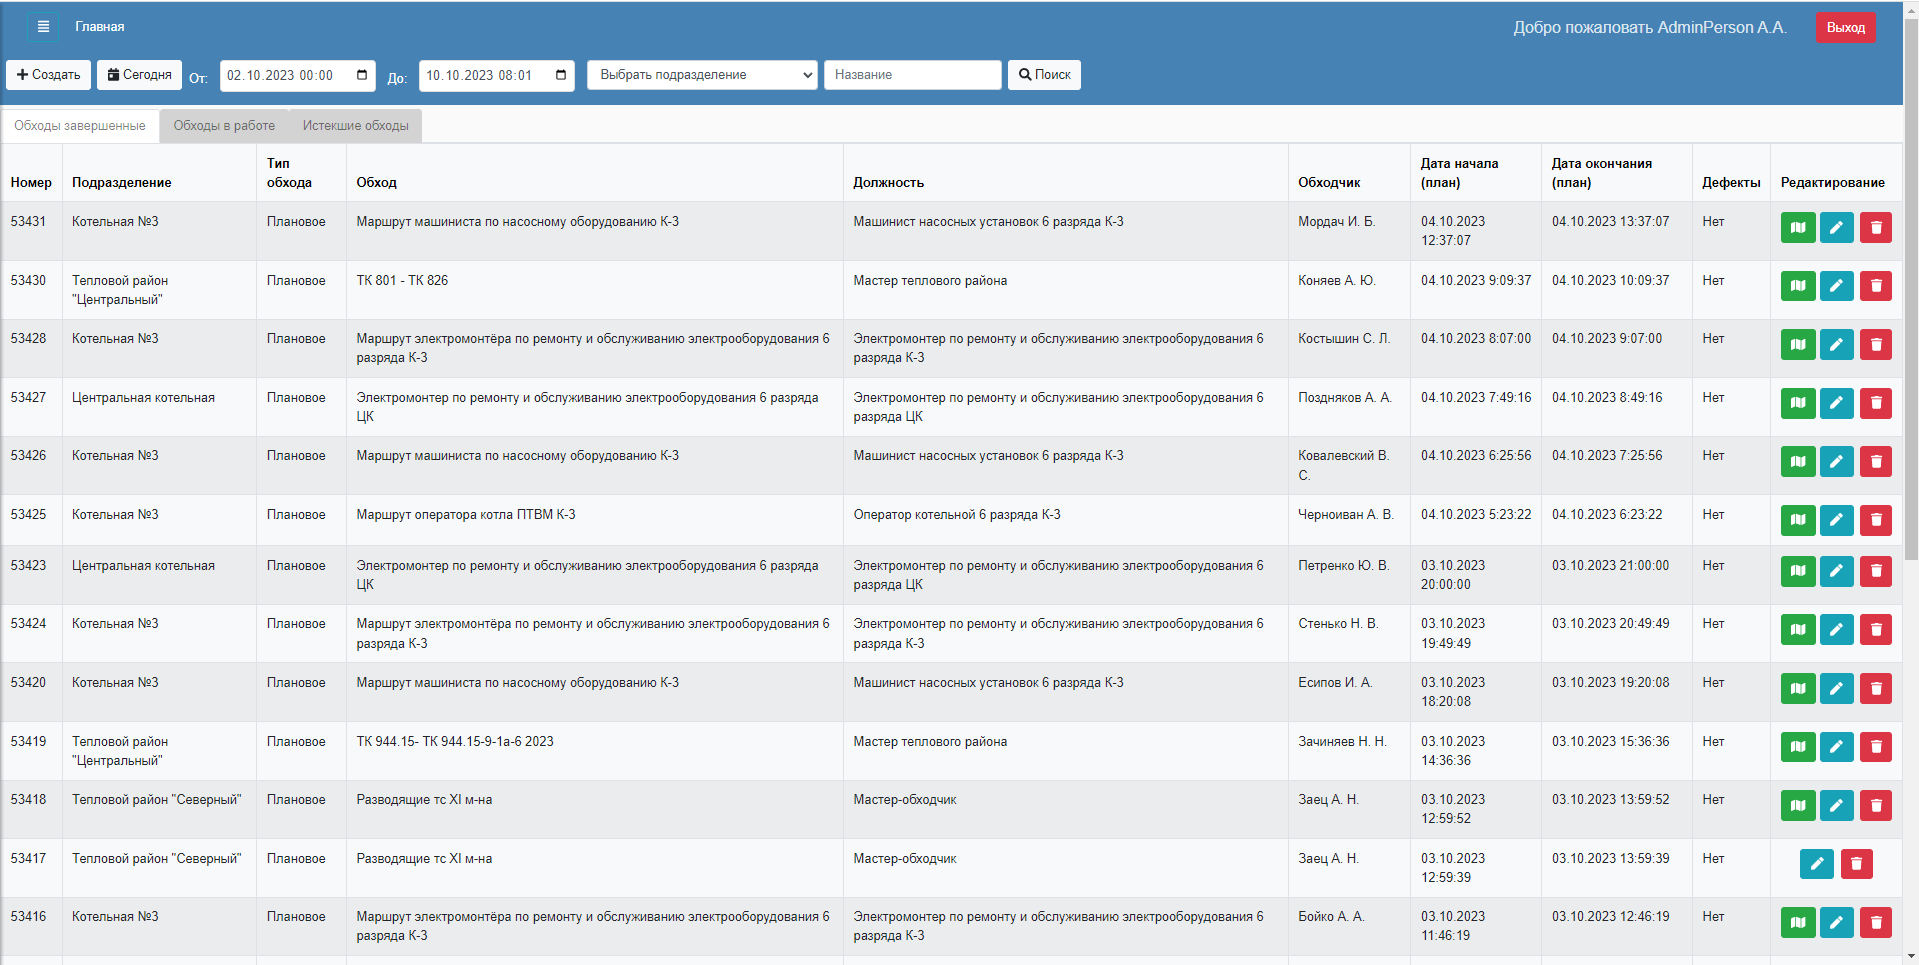 Главная
Добро пожаловать AdminPerson A.A.
Выход
Создать
Сегодня
От:
02.10.2023 00:00
До:
10.10.2023 08:01
Выбрать подразделение
Название
Поиск
Обходы завершенные
Обходы в работе
Истекшие обходы
Номер Подразделение Тип обхода Обход Должность Обходчик Дата начала (план) Дата окончания (план) Дефекты Редактирование
53431 Котельная №3 Плановое Маршрут машиниста по насосному оборудованию К-3 Машинист насосных установок 6 разряда К-3 Мордач И. Б. 04.10.2023 12:37:07 04.10.2023 13:37:07 Нет
53430 Тепловой район "Центральный" Плановое ТК 801 - ТК 826 Мастер теплового района Коняев А. Ю. 04.10.2023 9:09:37 04.10.2023 10:09:37 Нет
53428 Котельная №3 Плановое Маршрут электромонтёра по ремонту и обслуживанию электрооборудования 6 разряда К-3 Электромонтер по ремонту и обслуживанию электрооборудования 6 разряда К-3 Костышин С. Л. 04.10.2023 8:07:00 04.10.2023 9:07:00 Нет
53427 Центральная котельная Плановое Электромонтер по ремонту и обслуживанию электрооборудования 6 разряда ЦК Электромонтер по ремонту и обслуживанию электрооборудования 6 разряда ЦК Поздняков А. А. 04.10.2023 7:49:16 04.10.2023 8:49:16 Нет
53426 Котельная №3 Плановое Маршрут машиниста по насосному оборудованию К-3 Машинист насосных установок 6 разряда К-3 Ковалевский В. С. 04.10.2023 6:25:56 04.10.2023 7:25:56 Нет
53425 Котельная №3 Плановое Маршрут оператора котла ПТВМ К-3 Оператор котельной 6 разряда К-3 Черноиван А. В. 04.10.2023 5:23:22 04.10.2023 6:23:22 Нет
53423 Центральная котельная Плановое Электромонтер по ремонту и обслуживанию электрооборудования 6 разряда ЦК Электромонтер по ремонту и обслуживанию электрооборудования 6 разряда ЦК Петренко Ю. В. 03.10.2023 20:00:00 03.10.2023 21:00:00 Нет
53424 Котельная №3 Плановое Маршрут электромонтёра по ремонту и обслуживанию электрооборудования 6 разряда К-3 Электромонтер по ремонту и обслуживанию электрооборудования 6 разряда К-3 Стенько Н. В. 03.10.2023 19:49:49 03.10.2023 20:49:49 Нет
53420 Котельная №3 Плановое Маршрут машиниста по насосному оборудованию К-3 Машинист насосных установок 6 разряда К-3 Есипов И. А. 03.10.2023 18:20:08 03.10.2023 19:20:08 Нет
53419 Тепловой район "Центральный" Плановое ТК 944.15- ТК 944.15-9-1а-6 2023 Мастер теплового района Зачиняев Н. Н. 03.10.2023 14:36:36 03.10.2023 15:36:36 Нет
53418 Тепловой район "Северный" Плановое Разводящие тс XI м-на Мастер-обходчик Заец А. Н. 03.10.2023 12:59:52 03.10.2023 13:59:52 Нет
53417 Тепловой район "Северный" Плановое Разводящие тс XI м-на Мастер-обходчик Заец А. Н. 03.10.2023 12:59:39 03.10.2023 13:59:39 Нет
53416 Котельная №3 Плановое Маршрут электромонтёра по ремонту и обслуживанию электрооборудования 6 разряда К-3 Электромонтер по ремонту и обслуживанию электрооборудования 6 разряда К-3 Бойко А. А. 03.10.2023 11:46:19 03.10.2023 12:46:19 Нет